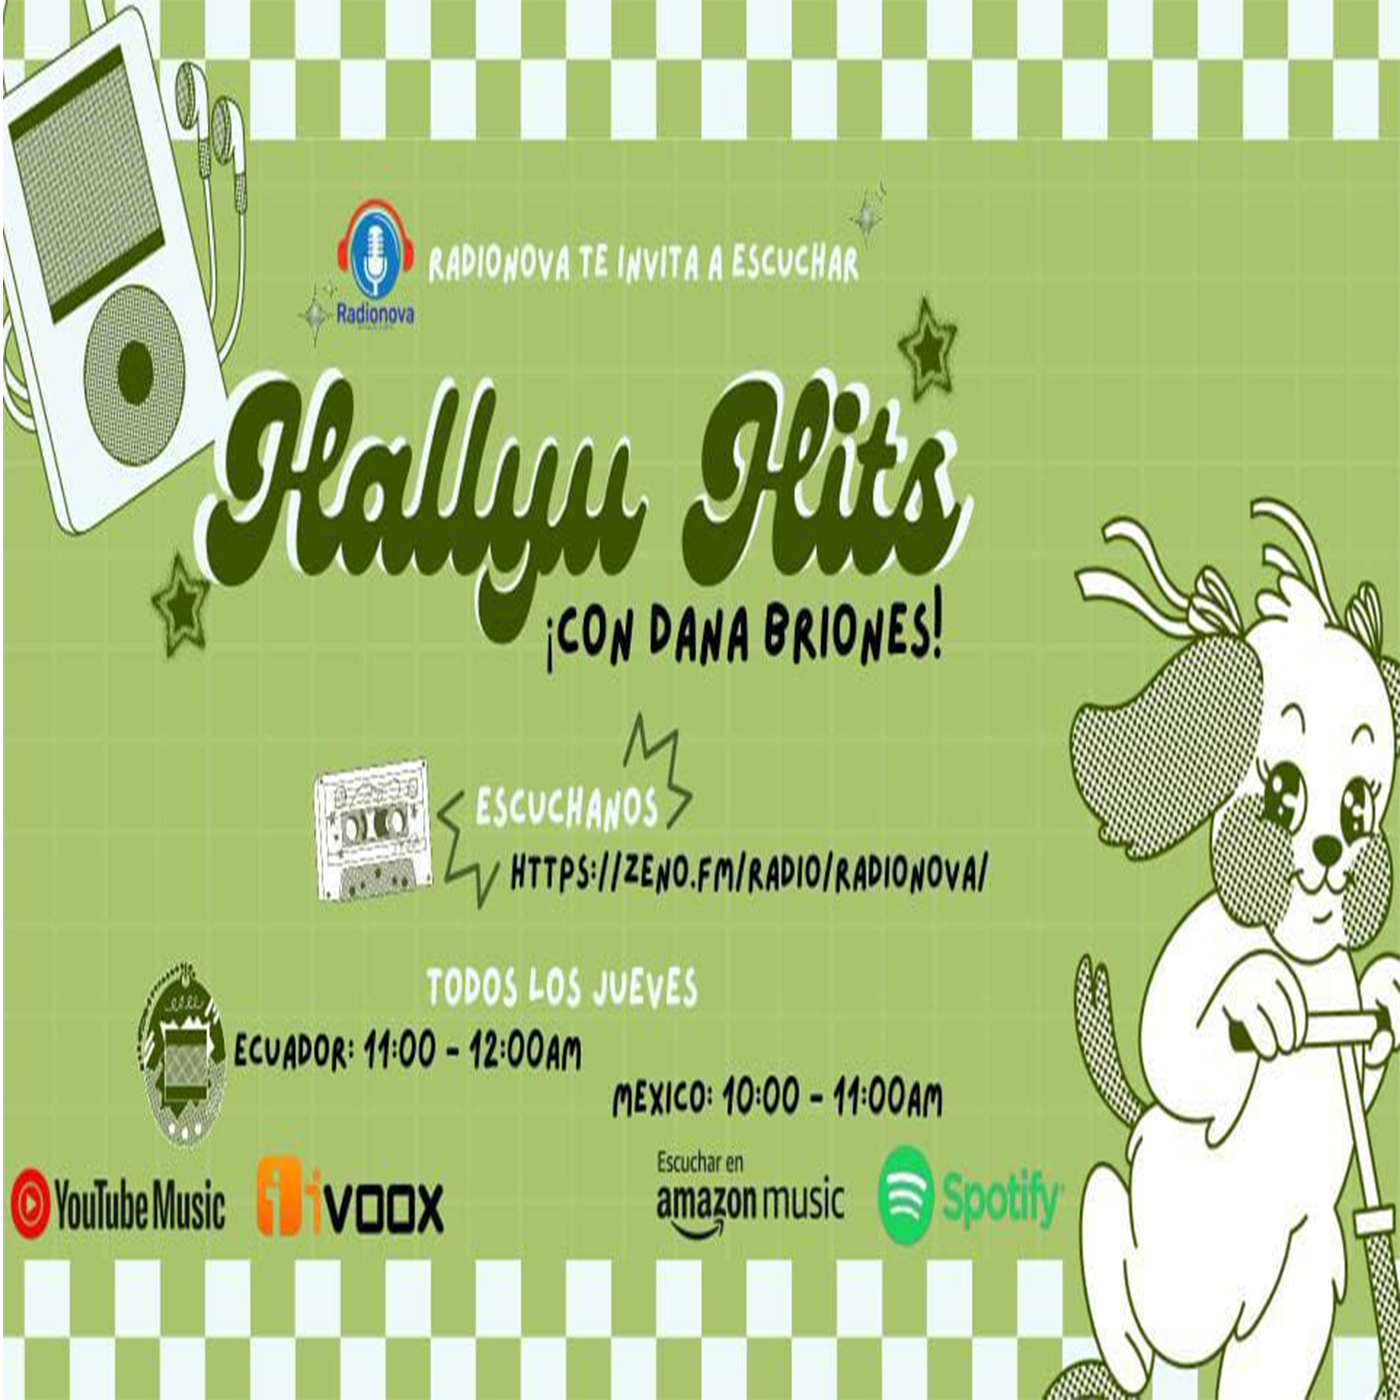 RADIONOVA TE INVITA A ESCUCHAR
Radionova
Hallyu Hits
¡CON DANA BRIONES!
ESCUCHANOS
HTTPS://ZENO.FM/RADIO/RADIONOVA/
TODOS LOS JUEVES
ECUADOR: 11:00 - 12:00AM
MEXICO: 10:00 - 11:00AM
YouTube Music
iVOOX
Escuchar en
amazon music
Spotify